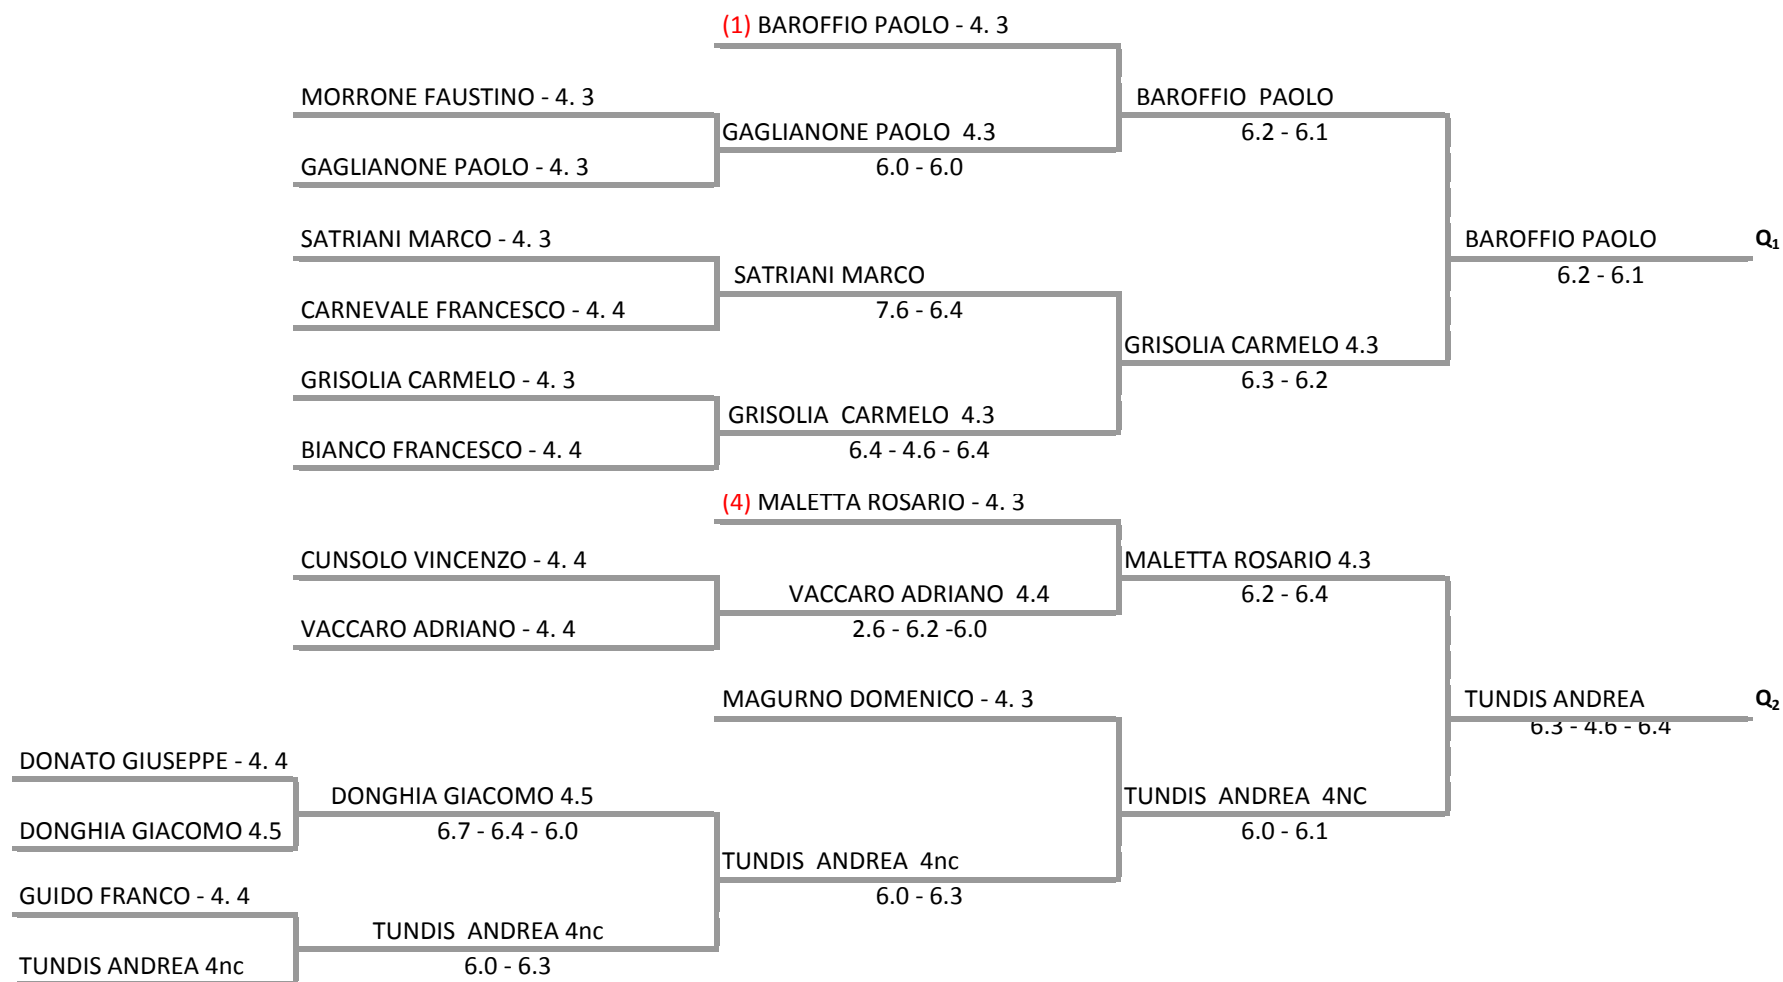 (1) BAROFFIO PAOLO - 4. 3
MORRONE FAUSTINO - 4. 3
BAROFFIO  PAOLO
GAGLIANONE PAOLO  4.3
6.2 - 6.1
GAGLIANONE PAOLO - 4. 3
6.0 - 6.0
SATRIANI MARCO - 4. 3
BAROFFIO PAOLO
Q1
SATRIANI MARCO
6.2 - 6.1
CARNEVALE FRANCESCO - 4. 4
7.6 - 6.4
GRISOLIA CARMELO 4.3
GRISOLIA CARMELO - 4. 3
6.3 - 6.2
GRISOLIA  CARMELO  4.3
BIANCO FRANCESCO - 4. 4
6.4 - 4.6 - 6.4
(4) MALETTA ROSARIO - 4. 3
CUNSOLO VINCENZO - 4. 4
MALETTA ROSARIO 4.3
VACCARO ADRIANO  4.4
6.2 - 6.4
VACCARO ADRIANO - 4. 4
2.6 - 6.2 -6.0
MAGURNO DOMENICO - 4. 3
TUNDIS ANDREA
Q2
6.3 - 4.6 - 6.4
DONATO GIUSEPPE - 4. 4
DONGHIA GIACOMO 4.5
TUNDIS  ANDREA  4NC
DONGHIA GIACOMO 4.5
6.7 - 6.4 - 6.0
6.0 - 6.1
TUNDIS  ANDREA  4nc
GUIDO FRANCO - 4. 4
6.0 - 6.3
TUNDIS  ANDREA 4nc
TUNDIS ANDREA 4nc
6.0 - 6.3